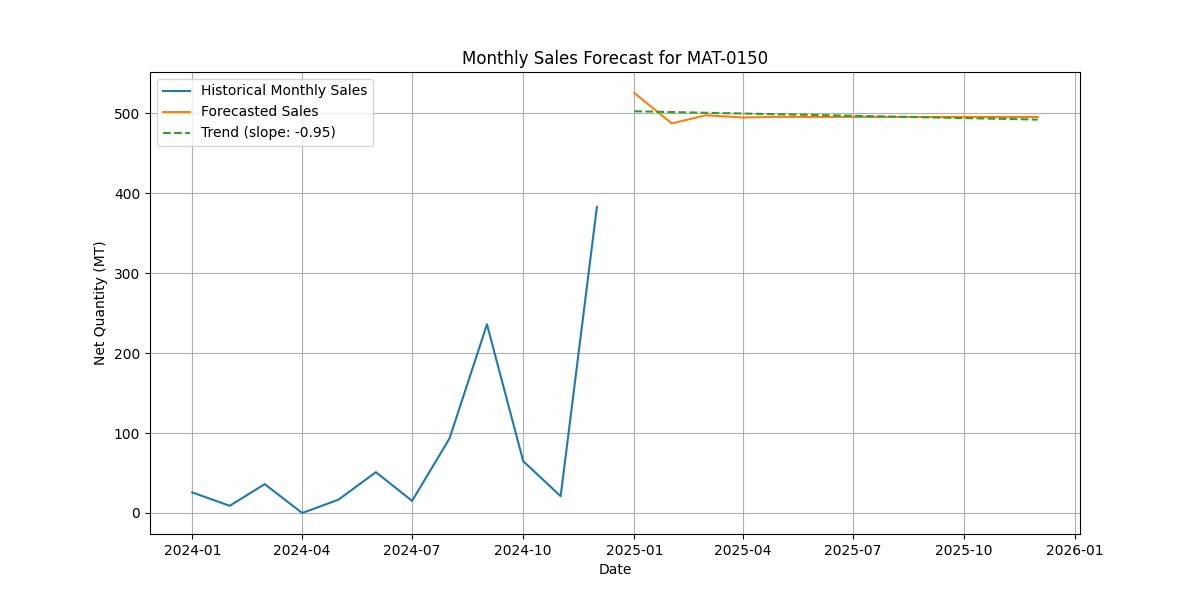 Monthly Sales Forecast for MAT-0150
Historical Monthly Sales
Forecasted Sales
Trend (slope: -0.95)
Net Quantity (MT)
500
400
300
200
100
0
2024-01 2024-04 2024-07 2024-10 2025-01 2025-04 2025-07 2025-10 2026-01
Date